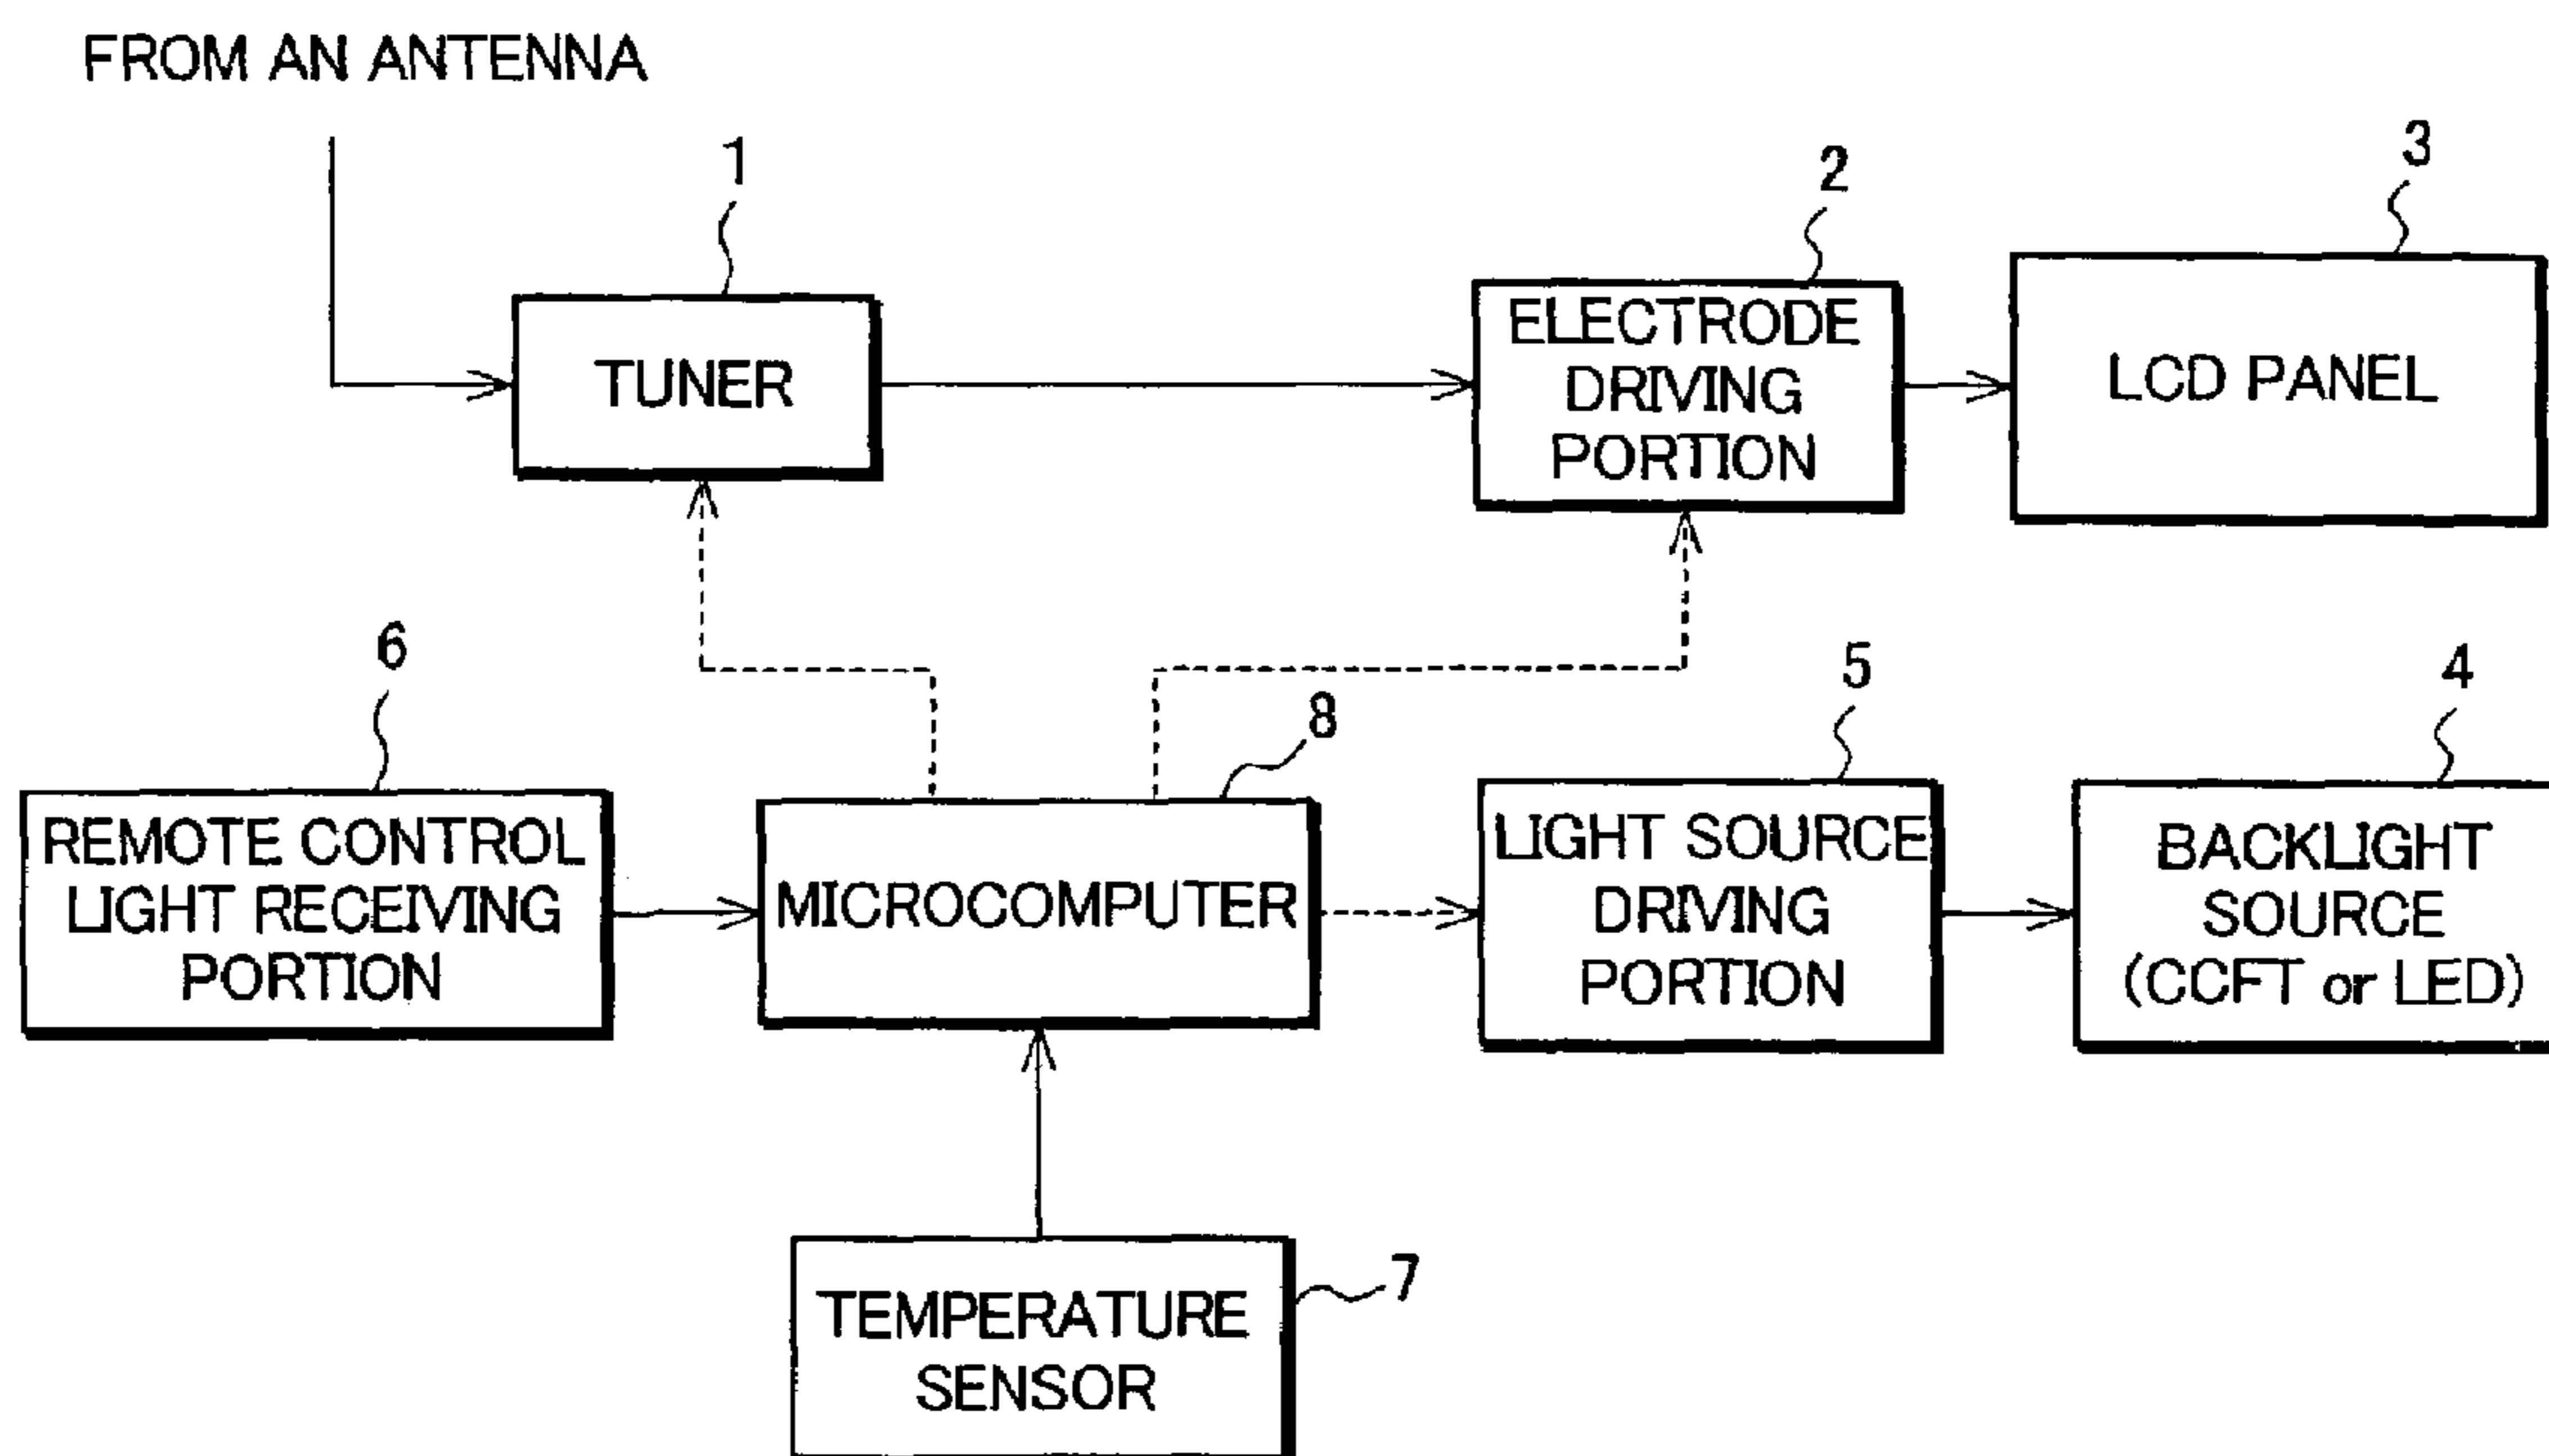 FROM AN ANTENNA
1
2
3
TUNER
ELECTRODE
DRIVING
PORTION
LCD PANEL
6
8
5
4
REMOTE CONTROL
LIGHT RECEIVING
PORTION
MICROCOMPUTER
LIGHT SOURCE
DRIVING
PORTION
BACKLIGHT
SOURCE
(CCFT or LED)
7
TEMPERATURE
SENSOR